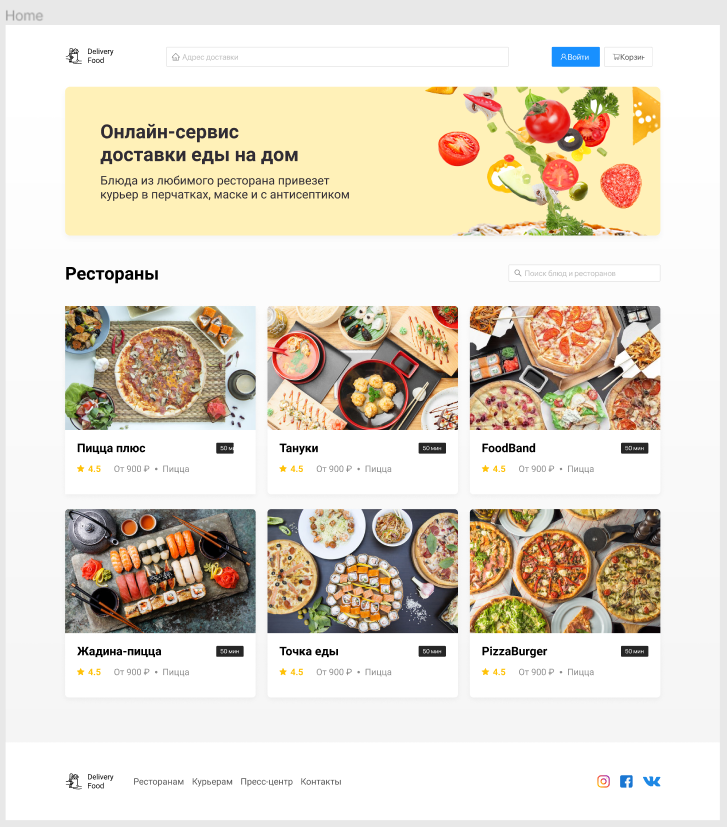 Home
Delivery
Food
Адрес доставки
Войти
Корзин
Онлайн-сервис
доставки еды на дом
Блюда из любимого ресторана привезет
курьер в перчатках, маске и с антисептиком
Рестораны
Поиск блюд и ресторанов
Пицца плюс
50 м
4.5 От 900 ₽ • Пицца
Тануки
50 мин
4.5 От 900 ₽ • Пицца
FoodBand
50 мин
4.5 От 900 ₽ • Пицца
Жадина-пицца
50 мин
4.5 От 900 ₽ • Пицца
Точка еды
50 мин
4.5 От 900 ₽ • Пицца
PizzaBurger
50 мин
4.5 От 900 ₽ • Пицца
Delivery
Food
Ресторанам Курьерам Пресс-центр Контакты